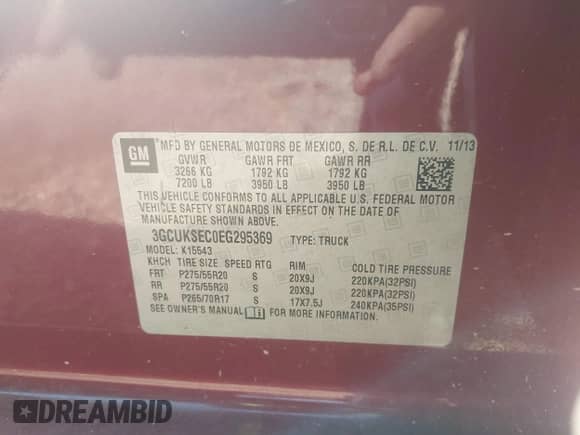 GM
MFD BY GENERAL MOTORS DE MEXICO, S. DE R.L. DE C.V. 11/13
GVWR GAWR FRT GAWR RR
3266 KG 1792 KG 1792 KG
7200 LB 3950 LB 3950 LB
THIS VEHICLE CONFORMS TO ALL APPLICABLE U.S. FEDERAL MOTOR
VEHICLE SAFETY STANDARDS IN EFFECT ON THE DATE OF
MANUFACTURE SHOWN ABOVE.
3GCUKSEC0EG295369 TYPE: TRUCK
MODEL: K15543
KHCH TIRE SIZE SPEED RTG RIM COLD TIRE PRESSURE
FRT P275/55R20 S 20X9J 220KPA(32PSI)
RR P275/55R20 S 20X9J 220KPA(32PSI)
SPA P265/70R17 S 17X7.5J 240KPA(35PSI)
SEE OWNER'S MANUAL FOR MORE INFORMATION.
DREAMBID